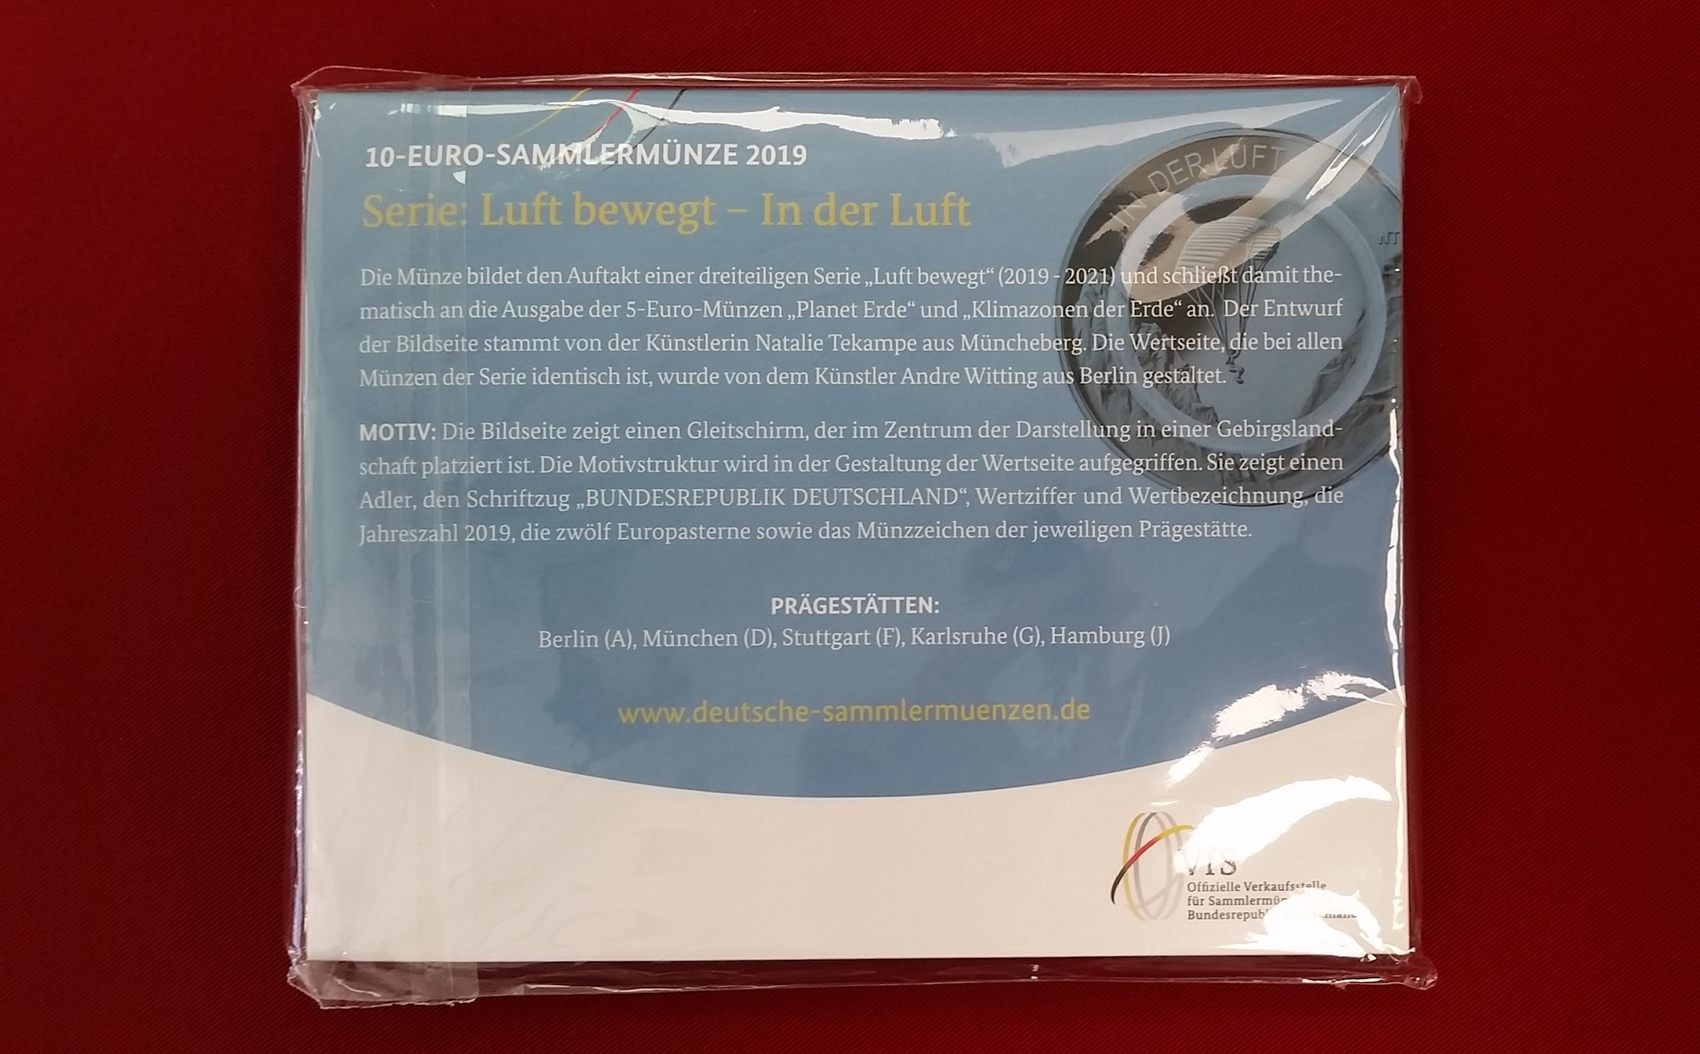 10-EURO-SAMMLERMÜNZE 2019
Serie: Luft bewegt – In der Luft
IN DER LUFT
Die Münze bildet den Auftakt einer dreiteiligen Serie „Luft bewegt“ (2019 - 2021) und schließt damit the-
matisch an die Ausgabe der 5-Euro-Münzen „Planet Erde“ und „Klimazonen der Erde“ an. Der Entwurf
der Bildseite stammt von der Künstlerin Natalie Tekampe aus Müncheberg. Die Wertseite, die bei allen
Münzen der Serie identisch ist, wurde von dem Künstler Andre Witting aus Berlin gestaltet.
MOTIV: Die Bildseite zeigt einen Gleitschirm, der im Zentrum der Darstellung in einer Gebirgsland-
schaft platziert ist. Die Motivstruktur wird in der Gestaltung der Wertseite aufgegriffen. Sie zeigt einen
Adler, den Schriftzug „BUNDESREPUBLIK DEUTSCHLAND“, Wertziffer und Wertbezeichnung, die
Jahreszahl 2019, die zwölf Europasterne sowie das Münzzeichen der jeweiligen Prägestätte.
PRÄGESTÄTTEN:
Berlin (A), München (D), Stuttgart (F), Karlsruhe (G), Hamburg (J)
www.deutsche-sammlermuenzen.de
VfS
Offizielle Verkaufsstelle
für